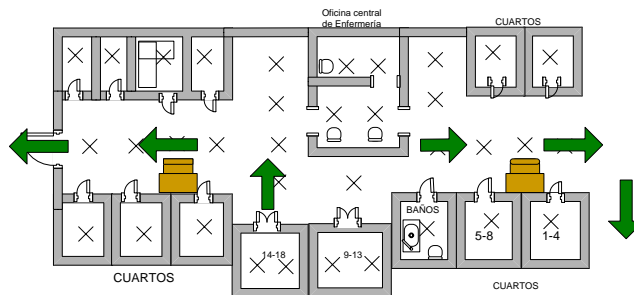 Oficina central
de Enfermería
CUARTOS
BAÑOS
5-8
1-4
14-18
9-13
CUARTOS
CUARTOS